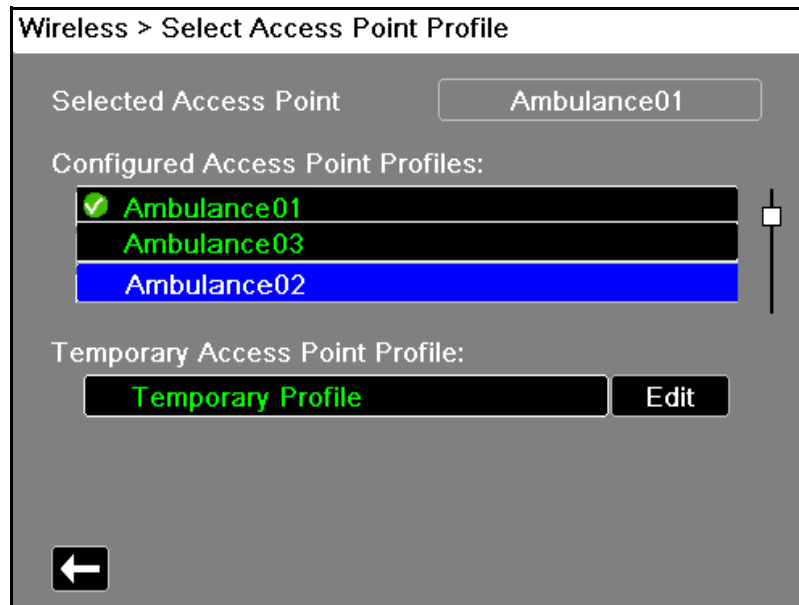 Wireless > Select Access Point Profile
Selected Access Point Ambulance01
Configured Access Point Profiles:
Ambulance01
Ambulance03
Ambulance02
Temporary Access Point Profile:
Temporary Profile Edit